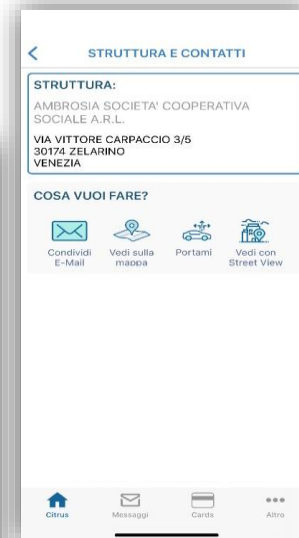 STRUTTURA E CONTATTI
STRUTTURA:
AMBROSIA SOCIETA' COOPERATIVA
SOCIALE A.R.L.
VIA VITTORE CARPACCIO 3/5
30174 ZELARINO
VENEZIA
COSA VUOI FARE?
Condividi E-Mail
Vedi sulla mappa
Portami
Vedi con Street View
Citrus
Messaggi
Cards
Altro